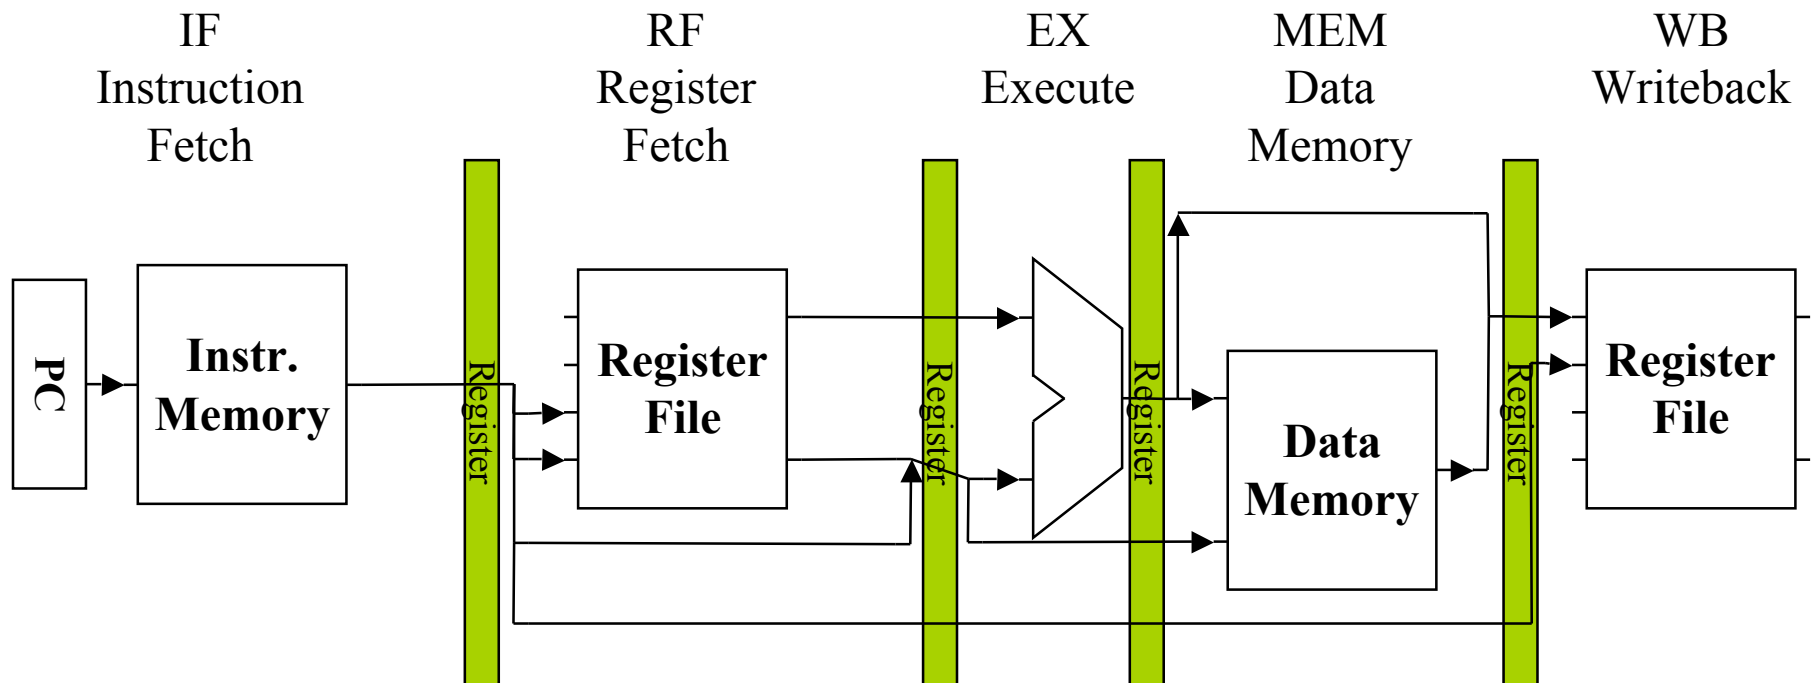 IF
Instruction
Fetch
RF
Register
Fetch
EX
Execute
MEM
Data
Memory
WB
Writeback
PC
Instr.
Memory
Register
Register
File
Register
Register
Data
Memory
Register
Register
File